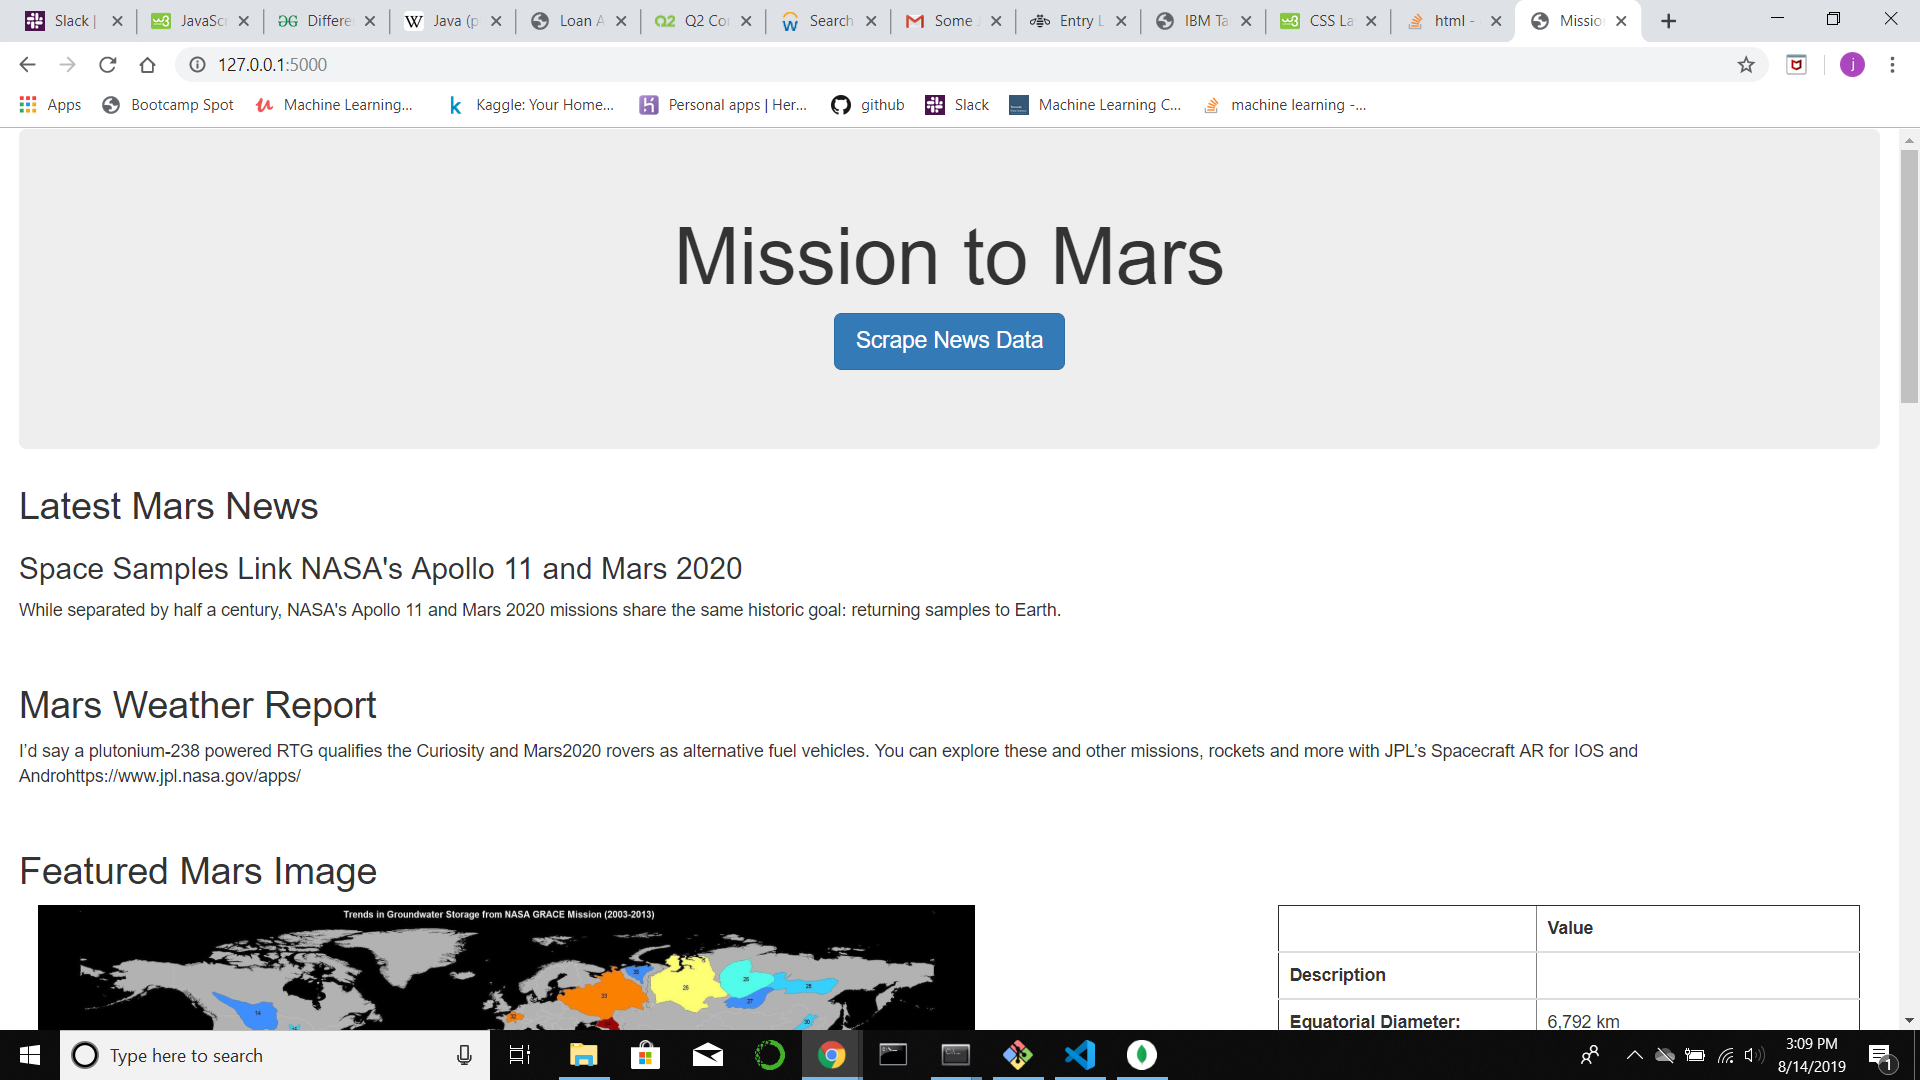 Slack |
JavaScr
Differe
Java (p
Loan A
Q2 Co
Search
Some
Entry L
IBM Ta
CSS La
html -
Missio
127.0.0.1:5000
j
Apps
Bootcamp Spot
Machine Learning...
Kaggle: Your Home...
Personal apps | Her...
github
Slack
Machine Learning C...
machine learning -...
Mission to Mars
Scrape News Data
Latest Mars News
Space Samples Link NASA's Apollo 11 and Mars 2020
While separated by half a century, NASA's Apollo 11 and Mars 2020 missions share the same historic goal: returning samples to Earth.
Mars Weather Report
I’d say a plutonium-238 powered RTG qualifies the Curiosity and Mars2020 rovers as alternative fuel vehicles. You can explore these and other missions, rockets and more with JPL’s Spacecraft AR for IOS and
Androhttps://www.jpl.nasa.gov/apps/
Featured Mars Image
Trends in Groundwater Storage from NASA GRACE Mission (2003-2013)
Value
Description
Equatorial Diameter: 6,792 km
14
33
27
Type here to search
3:09 PM
8/14/2019
1